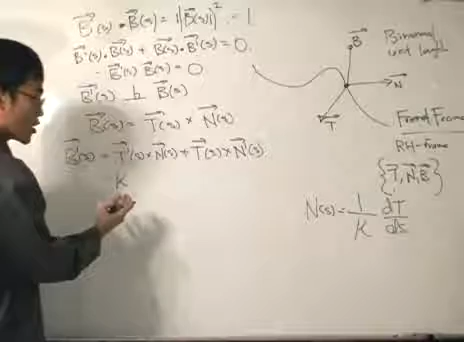 B⃗(s) · B⃗(s) = |B⃗(s)|² = 1
B⃗'(s) · B⃗(s) + B⃗(s) · B⃗'(s) = 0
B⃗'(s) B⃗(s) = 0
B⃗'(s) ⊥ B⃗(s)
B⃗(s) = T⃗(s) × N⃗(s)
B⃗'(s) = T⃗'(s) × N⃗(s) + T⃗(s) × N⃗'(s)
K
B⃗
N⃗
T⃗
Binormal
unit length
Frenet Frame
RH-frame
{T⃗, N⃗, B⃗}
N(s) = 1/K dT/ds